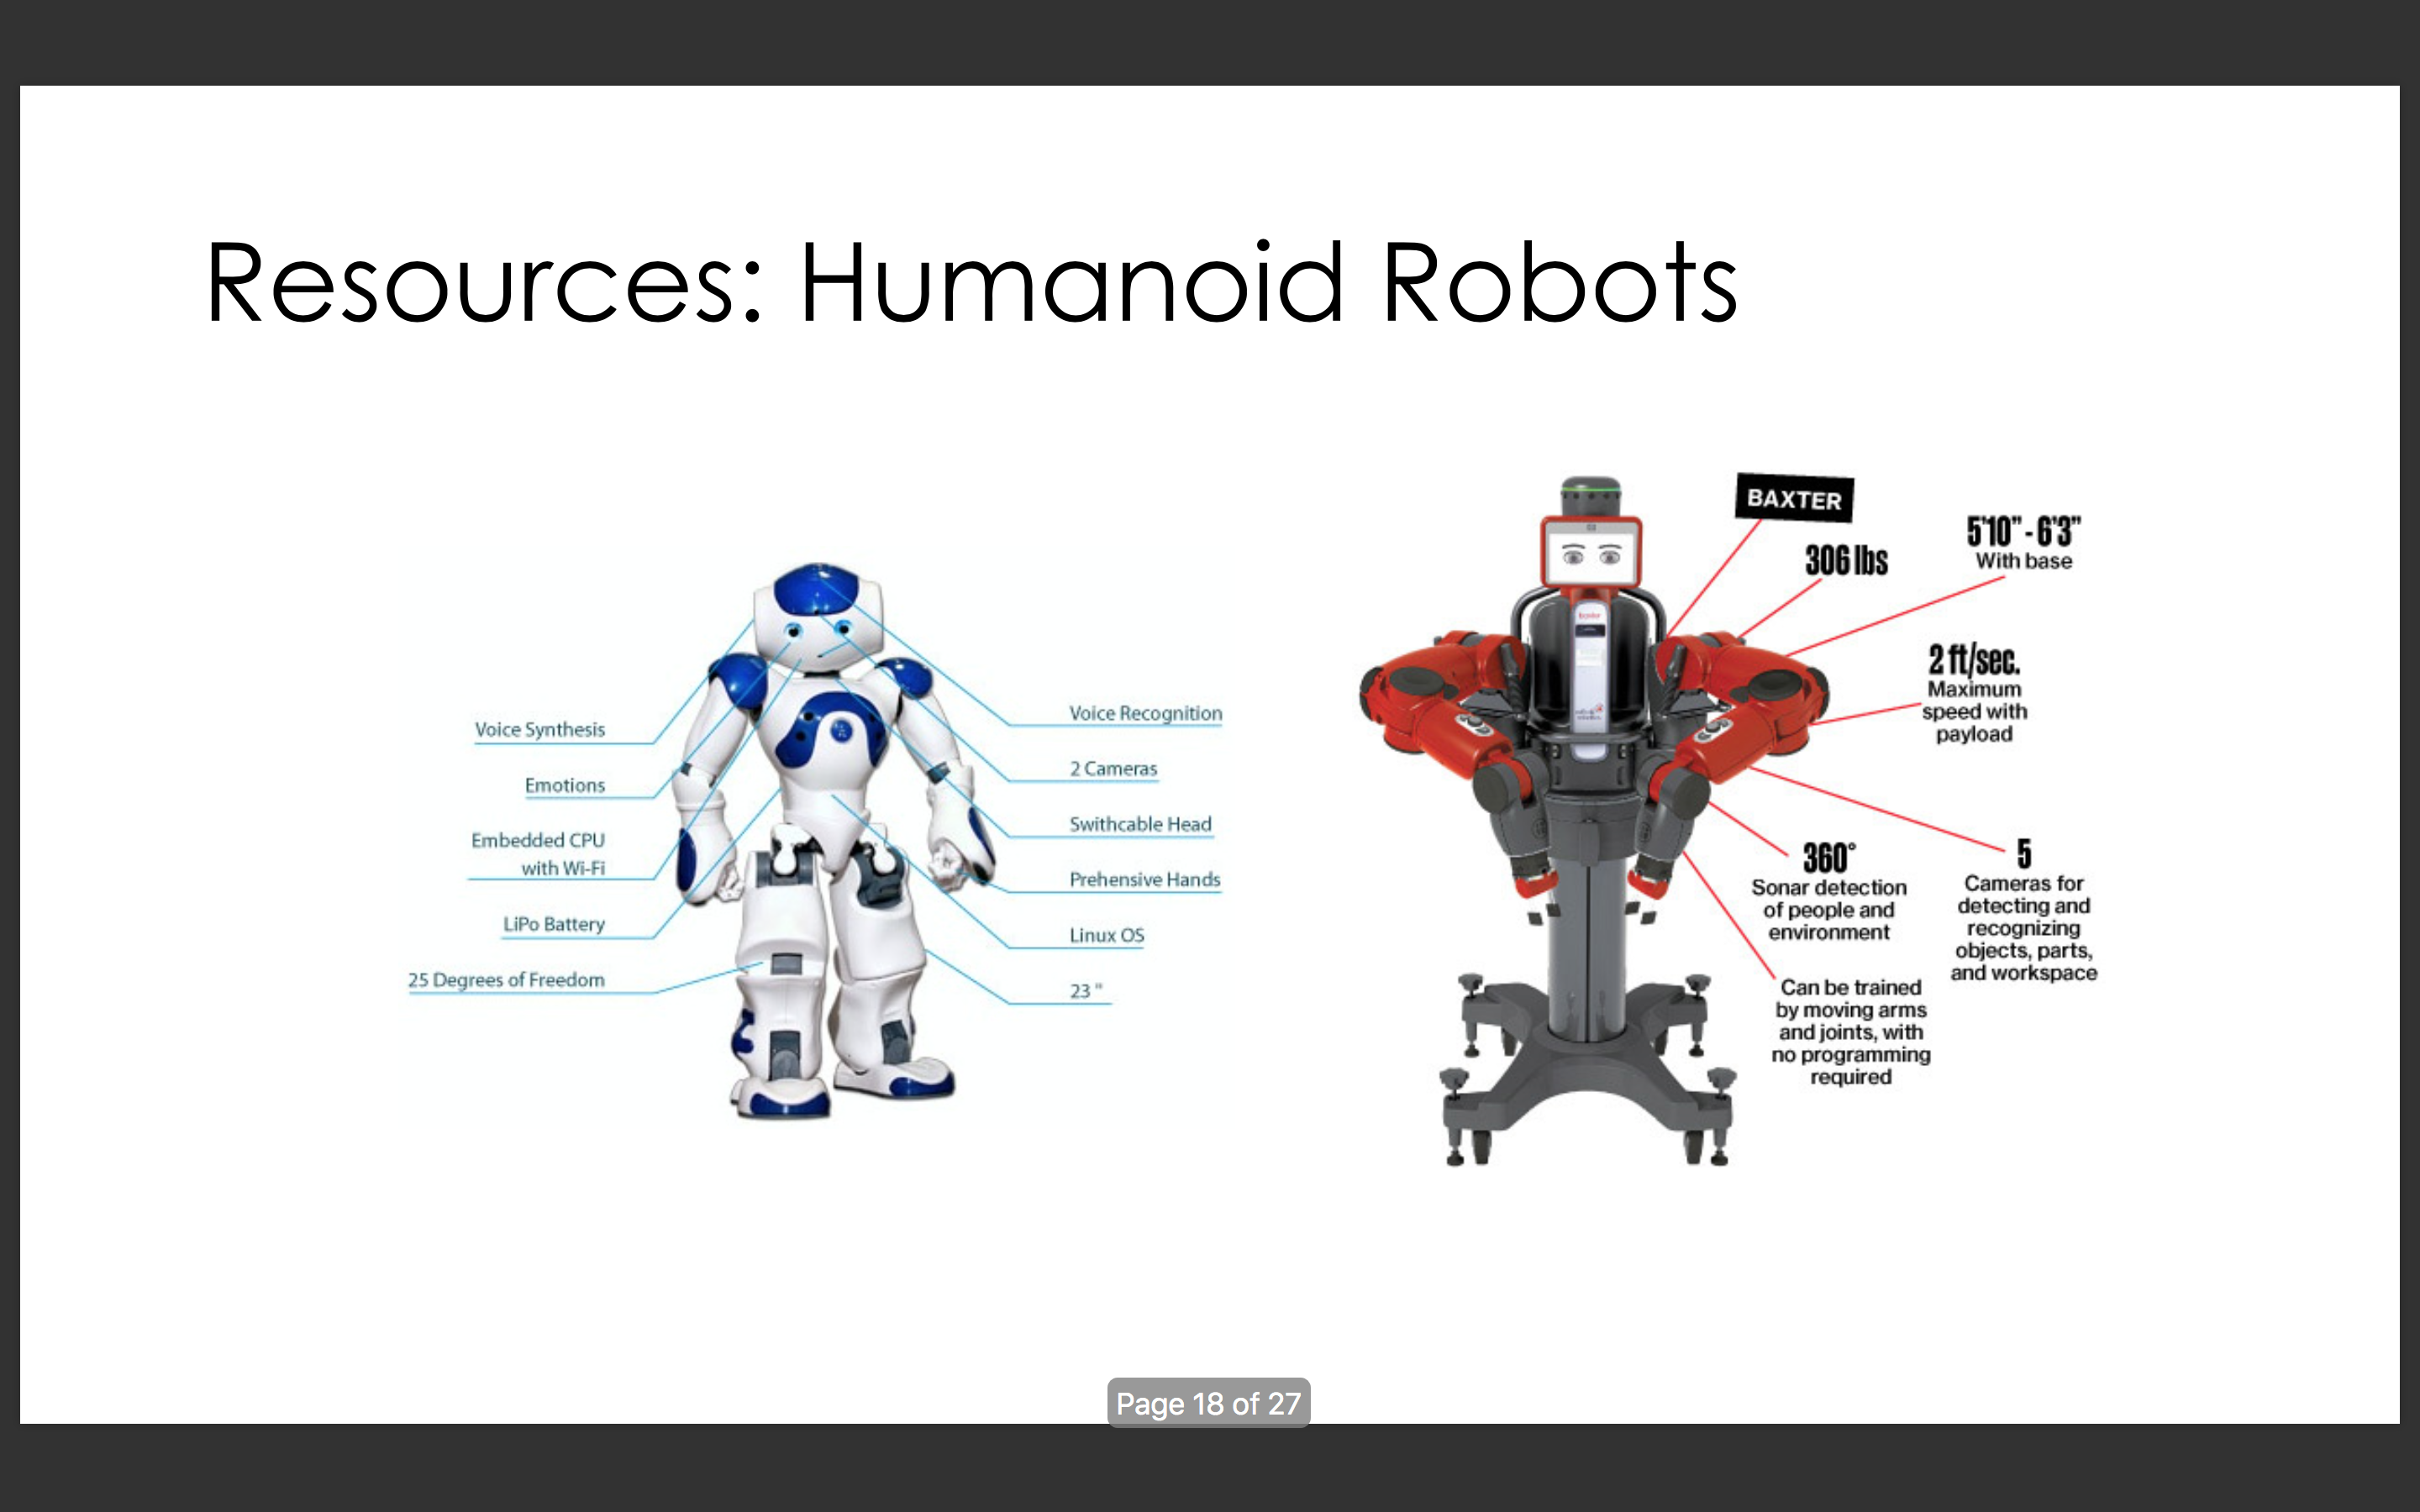 Resources: Humanoid Robots
Voice Synthesis
Emotions
Embedded CPU
with Wi-Fi
LiPo Battery
25 Degrees of Freedom
Voice Recognition
2 Cameras
Swithcable Head
Prehensive Hands
Linux OS
23 "
BAXTER
306 lbs
5'10" - 6'3"
With base
2 ft/sec.
Maximum
speed with
payload
360°
Sonar detection
of people and
environment
5
Cameras for
detecting and
recognizing
objects, parts,
and workspace
Can be trained
by moving arms
and joints, with
no programming
required
Page 18 of 27